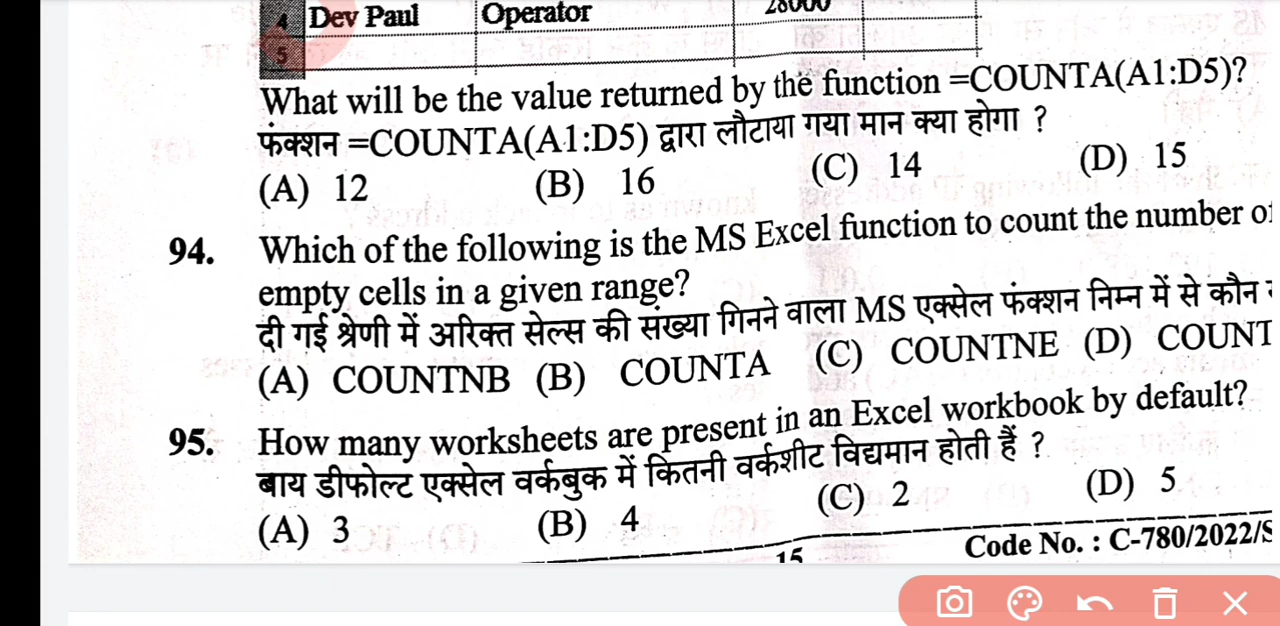 4 Dev Paul Operator 28000
5
What will be the value returned by the function =COUNTA(A1:D5)?
फंक्शन =COUNTA(A1:D5) द्वारा लौटाया गया मान क्या होगा ?
(A) 12 (B) 16 (C) 14 (D) 15
94. Which of the following is the MS Excel function to count the number of
empty cells in a given range?
दी गई श्रेणी में अरिक्त सेल्स की संख्या गिनने वाला MS एक्सेल फंक्शन निम्न में से कौन
(A) COUNTNB (B) COUNTA (C) COUNTNE (D) COUNT
95. How many worksheets are present in an Excel workbook by default?
बाय डीफोल्ट एक्सेल वर्कबुक में कितनी वर्कशीट विद्यमान होती हैं ?
(A) 3 (B) 4 (C) 2 (D) 5
15 Code No. : C-780/2022/S